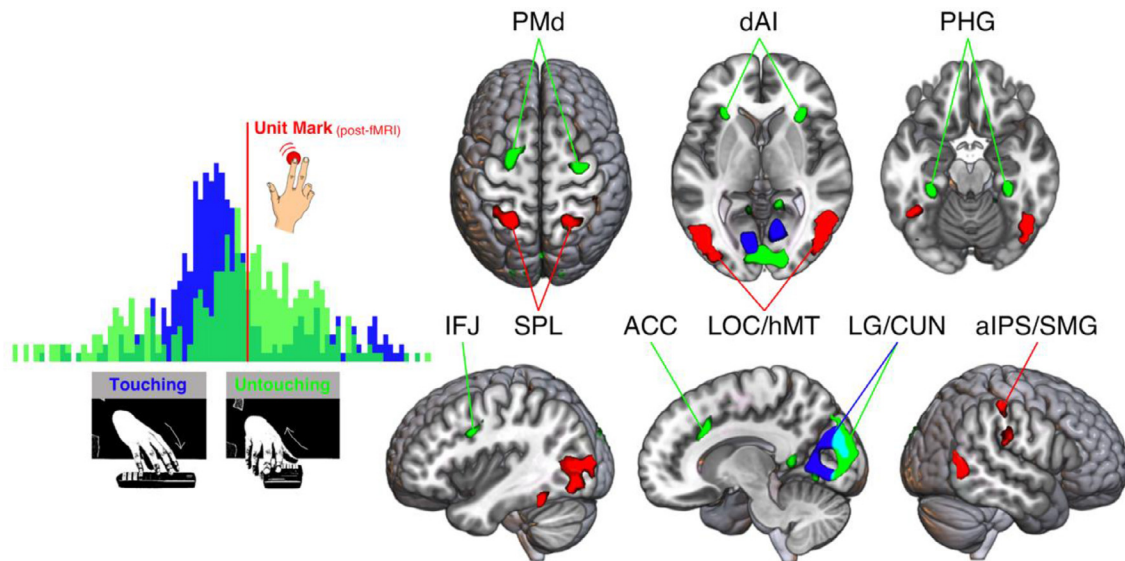 PMd
dAI
PHG
Unit Mark (post-fMRI)
IFJ
SPL
ACC
LOC/hMT
LG/CUN
aIPS/SMG
Touching
Untouching